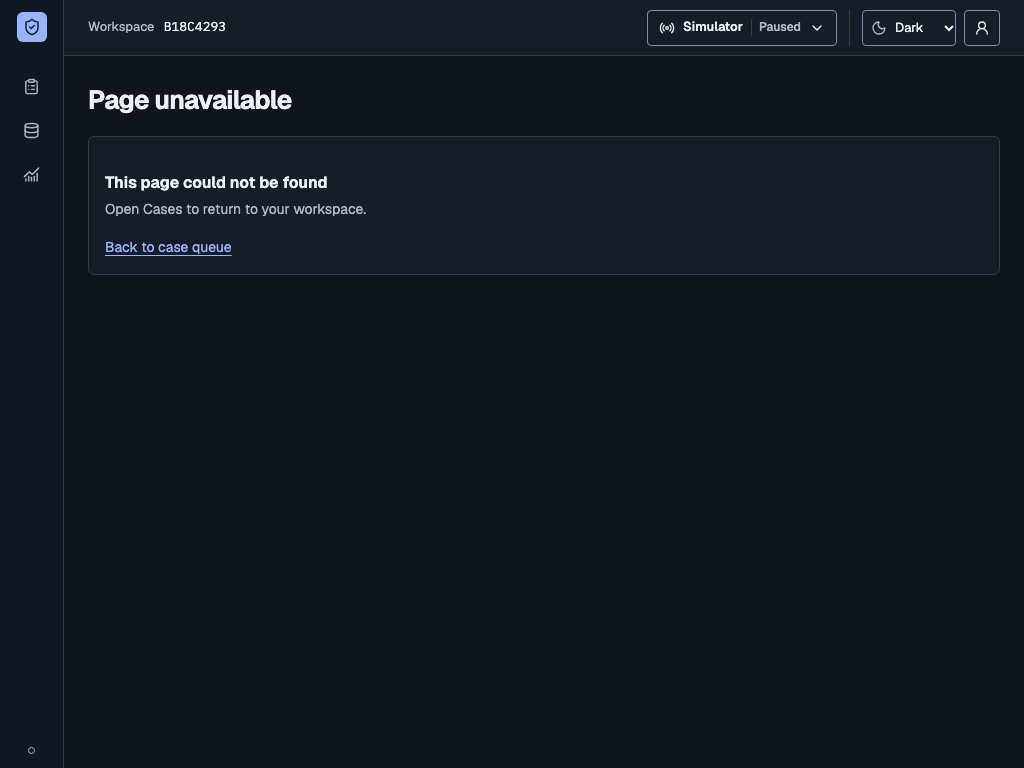 Workspace B18C4293
Simulator Paused
Dark
Page unavailable
This page could not be found
Open Cases to return to your workspace.
Back to case queue